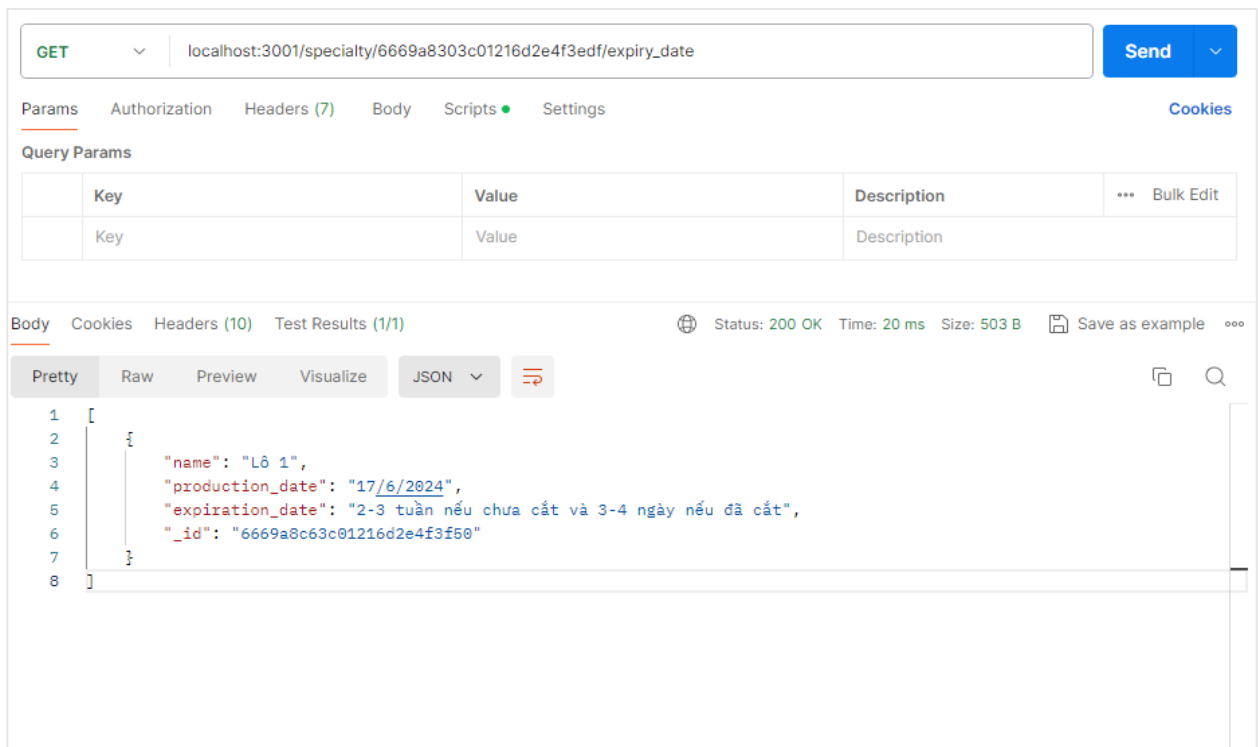 GET localhost:3001/specialty/6669a8303c01216d2e4f3edf/expiry_date Send
Params Authorization Headers (7) Body Scripts Settings Cookies
Query Params
Key Value Description Bulk Edit
Key Value Description
Body Cookies Headers (10) Test Results (1/1) Status: 200 OK Time: 20 ms Size: 503 B Save as example
Pretty Raw Preview Visualize JSON
1 [
2 {
3 "name": "Lô 1",
4 "production_date": "17/6/2024",
5 "expiration_date": "2-3 tuần nếu chưa cắt và 3-4 ngày nếu đã cắt",
6 "_id": "6669a8c63c01216d2e4f3f50"
7 }
8 ]